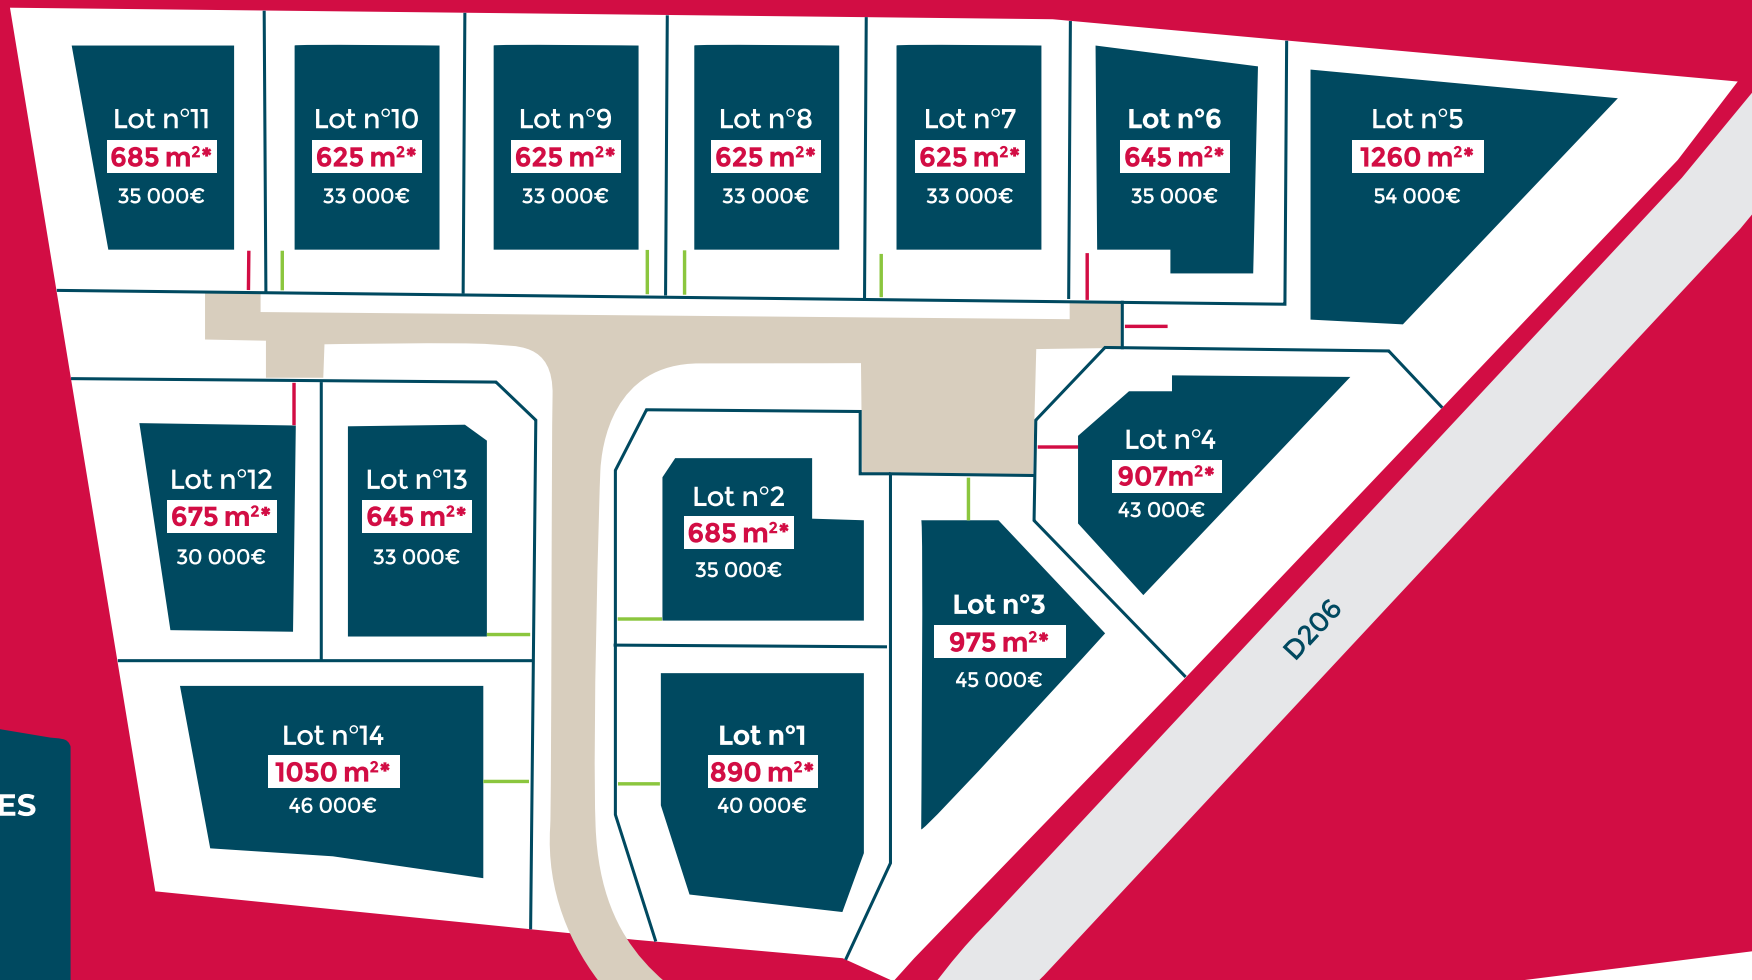 Lot n°11
685 m²*
35 000€
Lot n°10
625 m²*
33 000€
Lot n°9
625 m²*
33 000€
Lot n°8
625 m²*
33 000€
Lot n°7
625 m²*
33 000€
Lot n°6
645 m²*
35 000€
Lot n°5
1260 m²*
54 000€
Lot n°12
675 m²*
30 000€
Lot n°13
645 m²*
33 000€
Lot n°2
685 m²*
35 000€
Lot n°4
907m²*
43 000€
Lot n°3
975 m²*
45 000€
D206
Lot n°14
1050 m²*
46 000€
Lot n°1
890 m²*
40 000€
ES